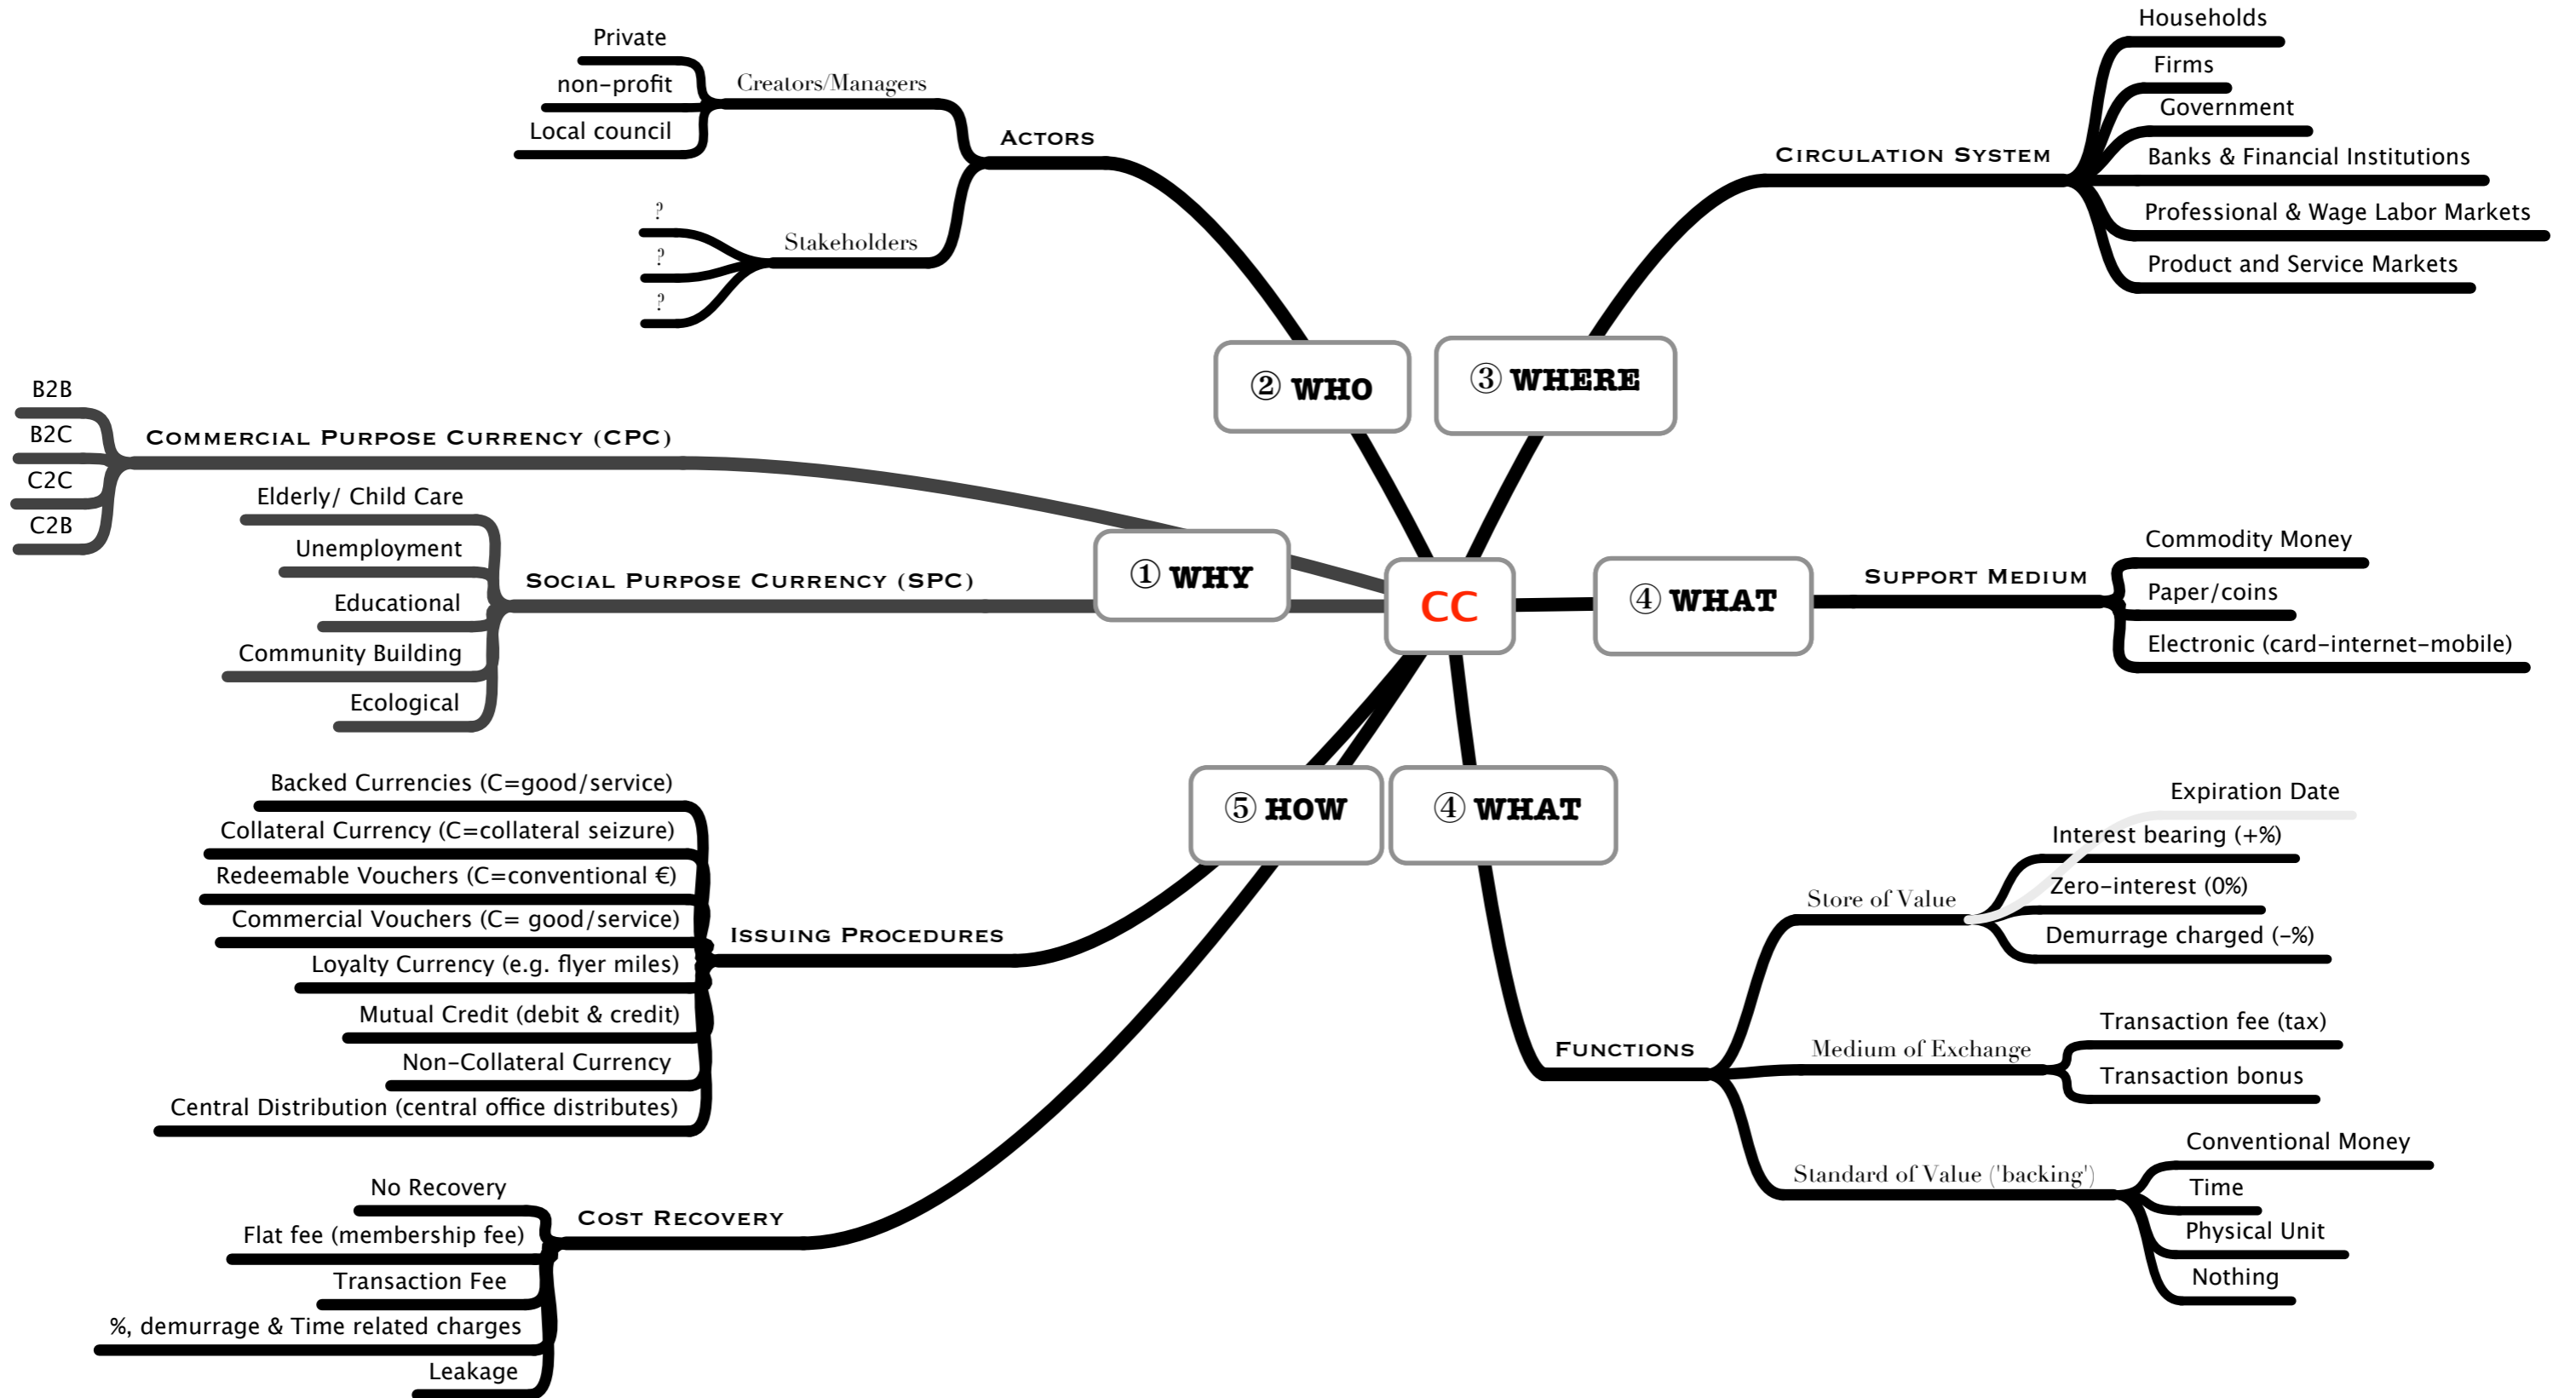 CC
① WHY
COMMERCIAL PURPOSE CURRENCY (CPC)
B2B
B2C
C2C
C2B
SOCIAL PURPOSE CURRENCY (SPC)
Elderly/ Child Care
Unemployment
Educational
Community Building
Ecological
② WHO
ACTORS
Creators/Managers
Private
non-profit
Local council
Stakeholders
?
?
?
③ WHERE
CIRCULATION SYSTEM
Households
Firms
Government
Banks & Financial Institutions
Professional & Wage Labor Markets
Product and Service Markets
④ WHAT
SUPPORT MEDIUM
Commodity Money
Paper/coins
Electronic (card-internet-mobile)
④ WHAT
FUNCTIONS
Store of Value
Expiration Date
Interest bearing (+%)
Zero-interest (0%)
Demurrage charged (-%)
Medium of Exchange
Transaction fee (tax)
Transaction bonus
Standard of Value ('backing')
Conventional Money
Time
Physical Unit
Nothing
⑤ HOW
ISSUING PROCEDURES
Backed Currencies (C=good/service)
Collateral Currency (C=collateral seizure)
Redeemable Vouchers (C=conventional €)
Commercial Vouchers (C= good/service)
Loyalty Currency (e.g. flyer miles)
Mutual Credit (debit & credit)
Non-Collateral Currency
Central Distribution (central office distributes)
COST RECOVERY
No Recovery
Flat fee (membership fee)
Transaction Fee
%, demurrage & Time related charges
Leakage